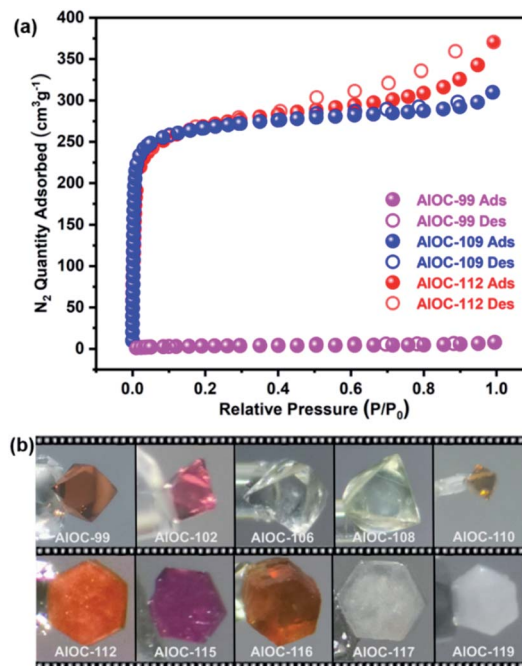 (a)
400
350
300
250
200
150
100
50
0
N₂ Quantity Adsorbed (cm³g⁻¹)
AlOC-99 Ads
AlOC-99 Des
AlOC-109 Ads
AlOC-109 Des
AlOC-112 Ads
AlOC-112 Des
0.0 0.2 0.4 0.6 0.8 1.0
Relative Pressure (P/P₀)
(b)
AlOC-99 AlOC-102 AlOC-106 AlOC-108 AlOC-110
AlOC-112 AlOC-115 AlOC-116 AlOC-117 AlOC-119